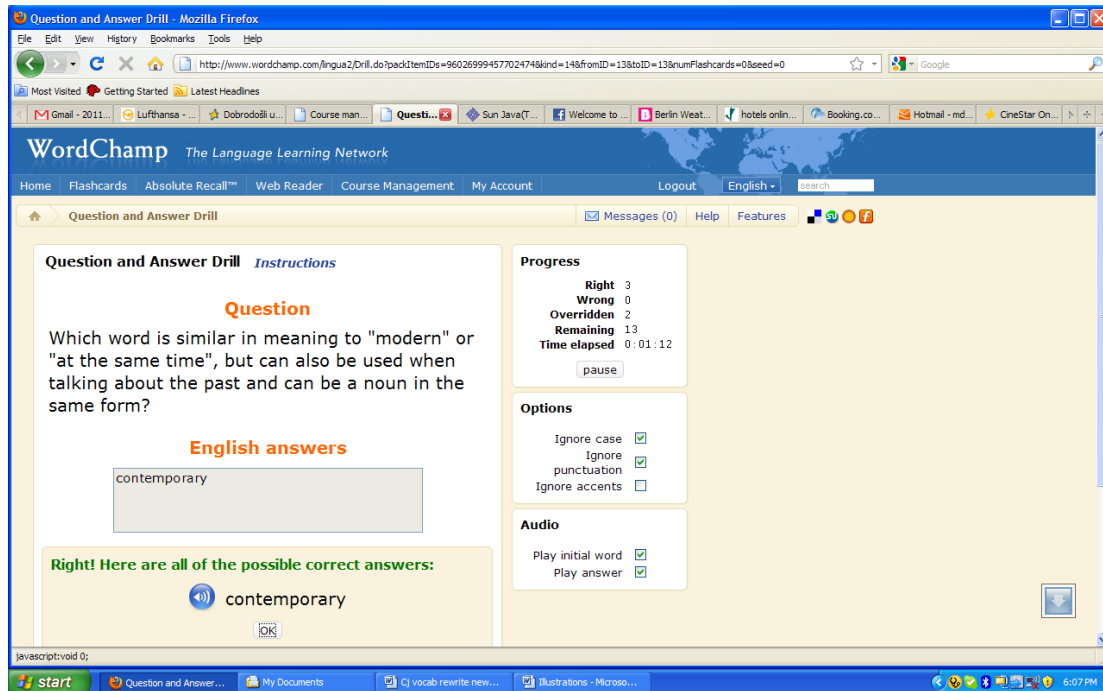 Question and Answer Drill - Mozilla Firefox
File Edit View History Bookmarks Tools Help
http://www.wordchamp.com/lingua2/Drill.do?packItemIDs=96026999457702474&kind=14&fromID=13&toID=13&numFlashcards=0&seed=0 Google
Most Visited Getting Started Latest Headlines
Gmail - 2011... Lufthansa - ... Dobrodošli u... Course man... Questi... Sun Java(T... Welcome to ... Berlin Weat... hotels onlin... Booking.co... Hotmail - md... CineStar On...
WordChamp The Language Learning Network
Home Flashcards Absolute Recall™ Web Reader Course Management My Account Logout English search
Question and Answer Drill Messages (0) Help Features
Question and Answer Drill Instructions
Question
Which word is similar in meaning to "modern" or
"at the same time", but can also be used when
talking about the past and can be a noun in the
same form?
English answers
contemporary
Right! Here are all of the possible correct answers:
contemporary
OK
Progress
Right 3
Wrong 0
Overridden 2
Remaining 13
Time elapsed 0:01:12
pause
Options
Ignore case
Ignore
punctuation
Ignore accents
Audio
Play initial word
Play answer
javascript:void 0;
start Question and Answer... My Documents Cj vocab rewrite new... Illustrations - Microso... 6:07 PM